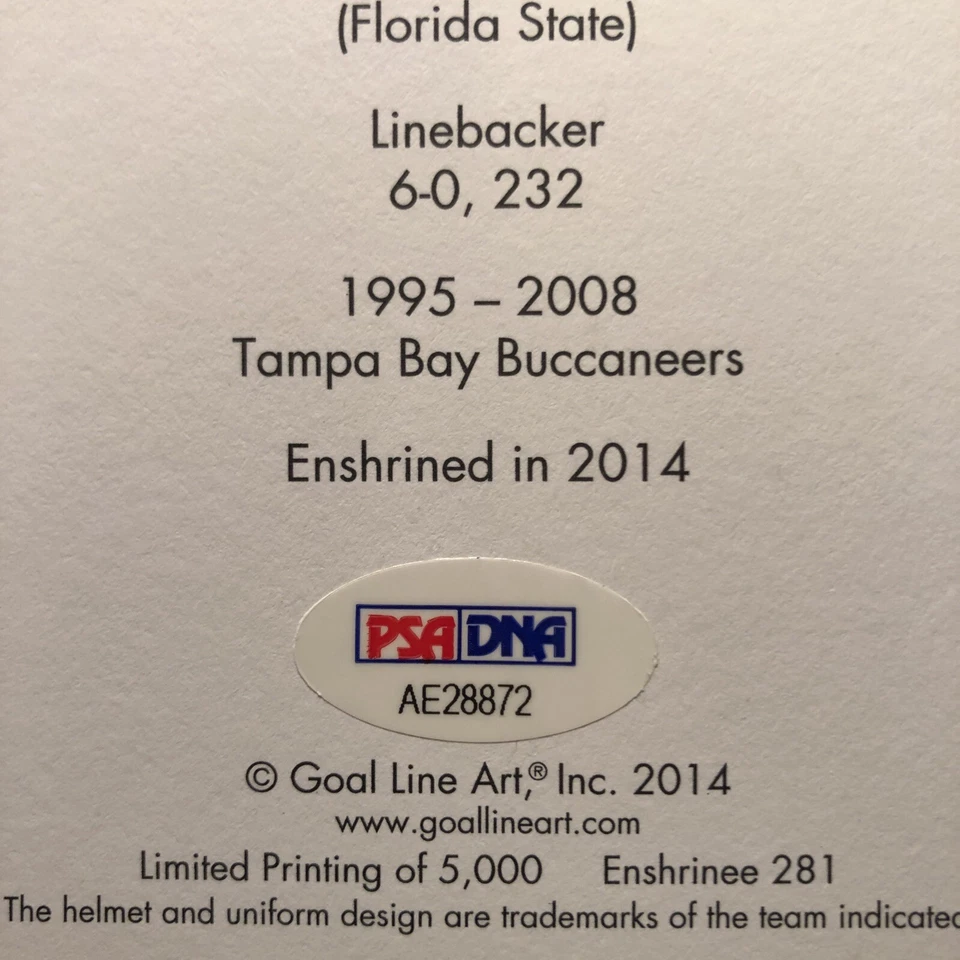 (Florida State)
Linebacker
6-0, 232
1995 – 2008
Tampa Bay Buccaneers
Enshrined in 2014
PSA DNA
AE28872
© Goal Line Art,® Inc. 2014
www.goallineart.com
Limited Printing of 5,000 Enshrinee 281
The helmet and uniform design are trademarks of the team indicated